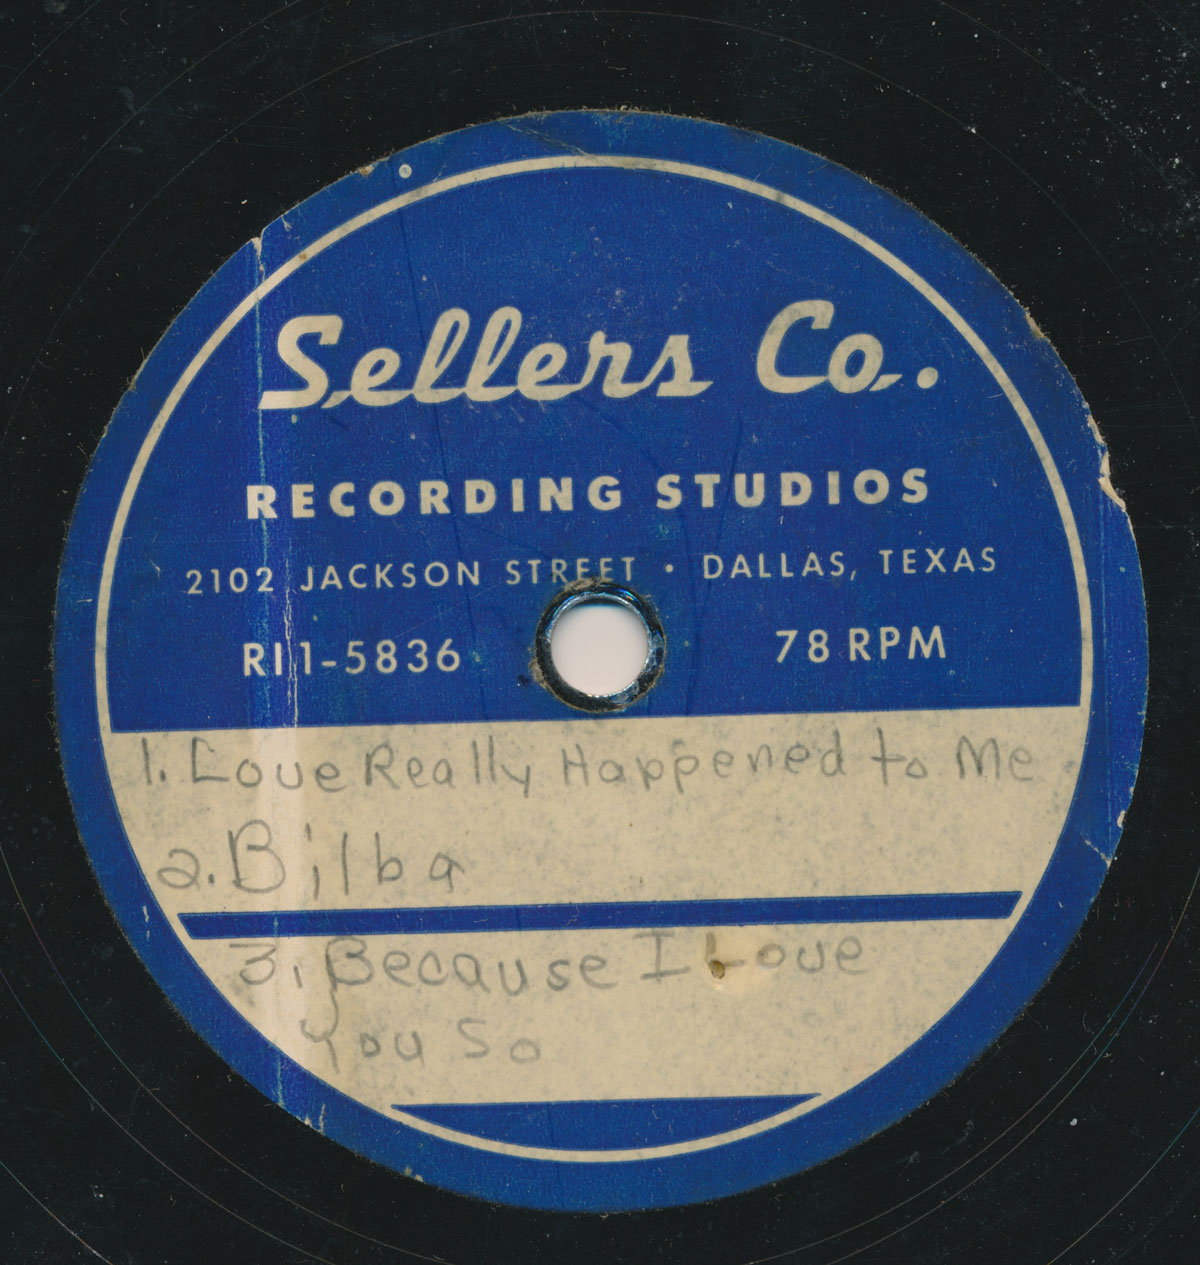 Sellers Co.
RECORDING STUDIOS
2102 JACKSON STREET • DALLAS, TEXAS
RI 1-5836 78 RPM
1. Love Really Happened to Me
2. Bilba
3. Because I Love
You So